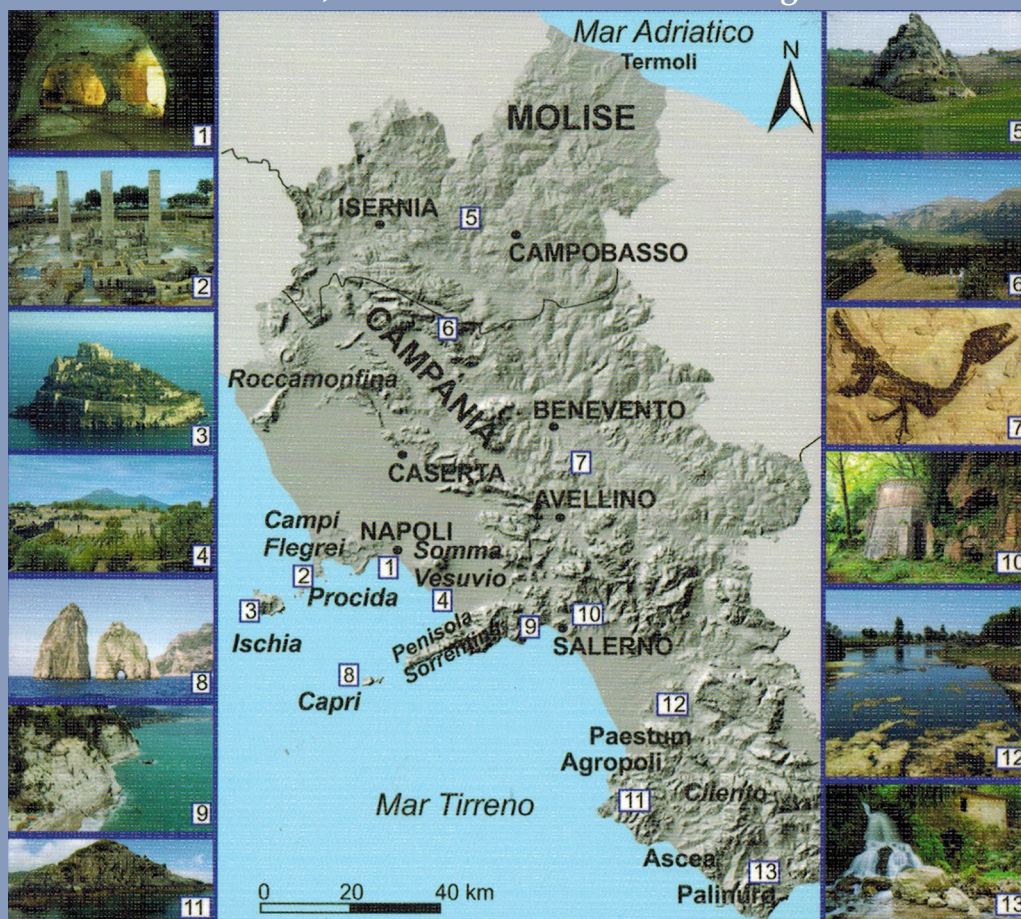 Mar Adriatico
Termoli
N
MOLISE
ISERNIA
5
CAMPOBASSO
6
CAMPANIA
Roccamonfina
BENEVENTO
CASERTA
7
AVELLINO
Campi
Flegrei
NAPOLI
Somma
Vesuvio
1
2
Procida
4
3
Ischia
Penisola
Sorrentina
9
10
SALERNO
8
Capri
12
Paestum
Agropoli
11
Cilento
Mar Tirreno
Ascea
13
Palinuro
0 20 40 km
1
2
3
4
8
9
11
5
6
7
10
12
13